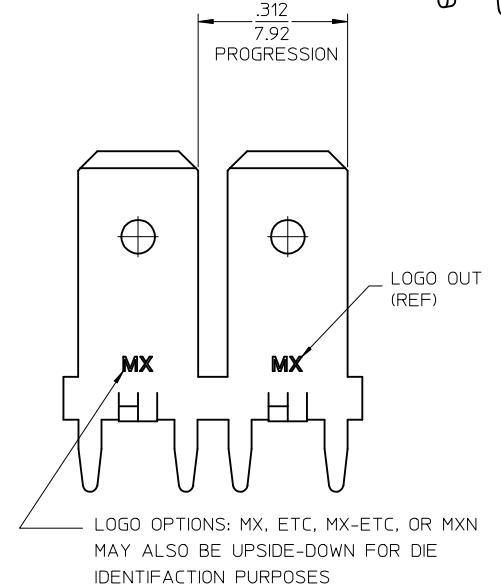 .312
7.92
PROGRESSION
LOGO OUT
(REF)
MX
MX
LOGO OPTIONS: MX, ETC, MX-ETC, OR MXN
MAY ALSO BE UPSIDE-DOWN FOR DIE
IDENTIFACTION PURPOSES